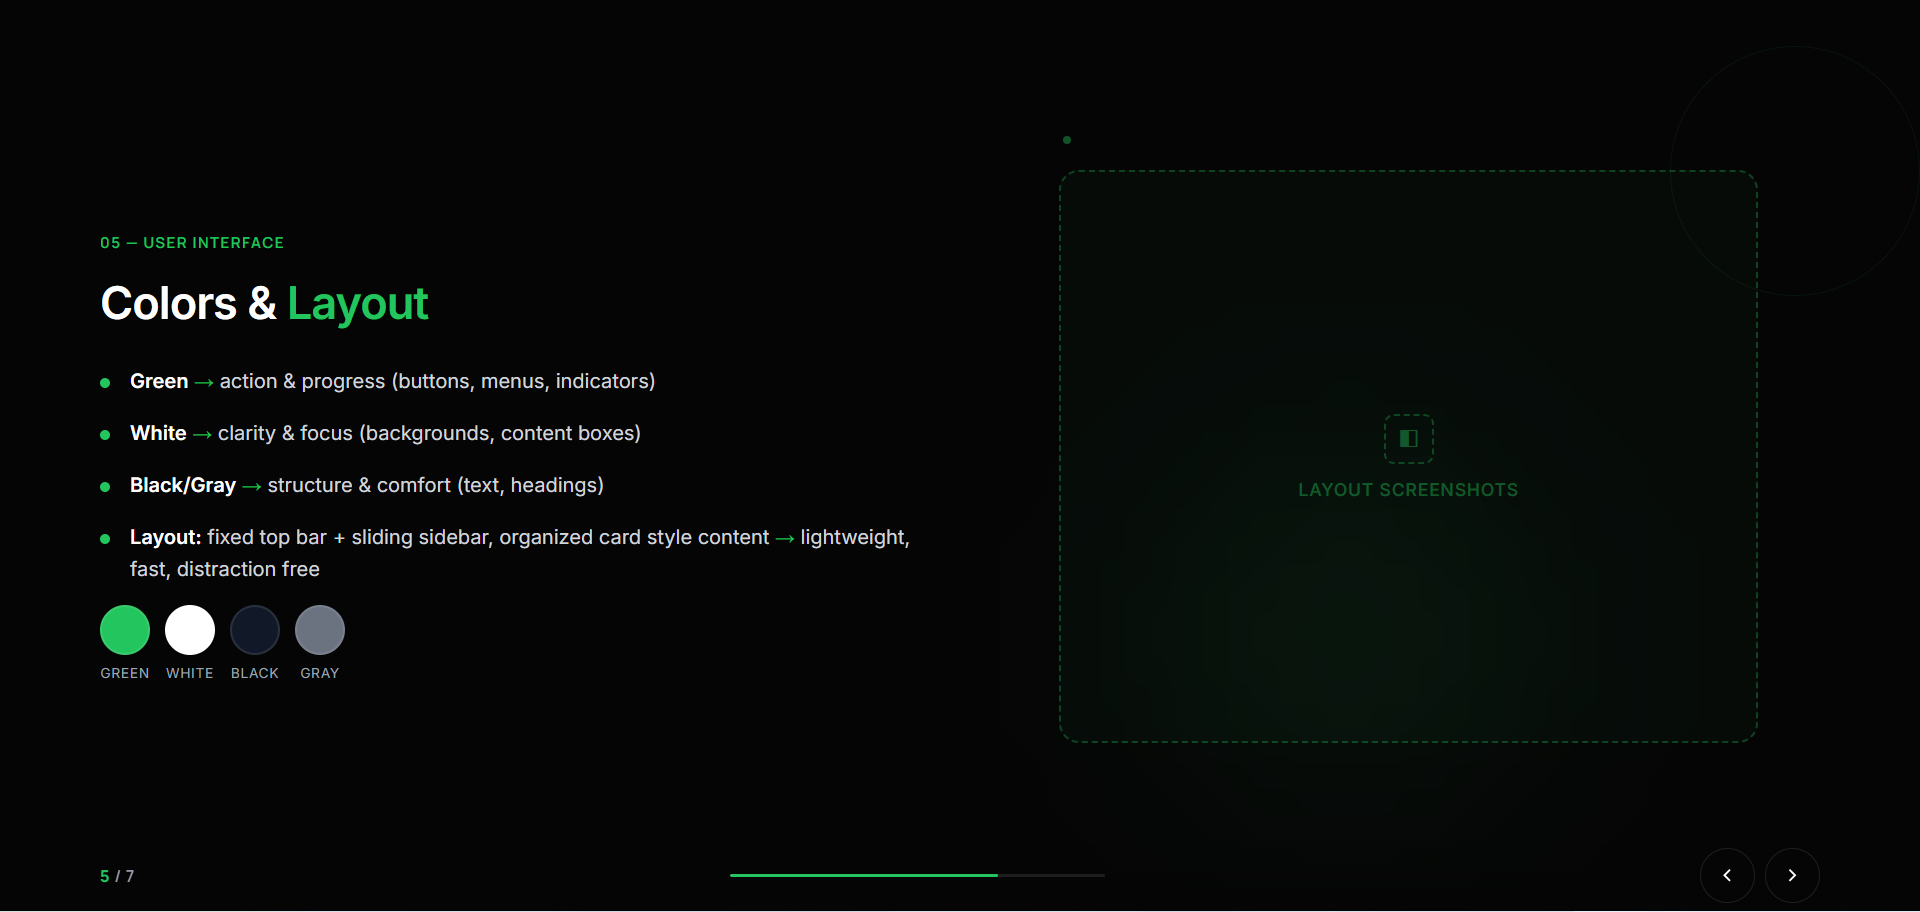 05 — USER INTERFACE
Colors & Layout
Green → action & progress (buttons, menus, indicators)
White → clarity & focus (backgrounds, content boxes)
Black/Gray → structure & comfort (text, headings)
Layout: fixed top bar + sliding sidebar, organized card style content → lightweight,
fast, distraction free
GREEN WHITE BLACK GRAY
LAYOUT SCREENSHOTS
5 / 7